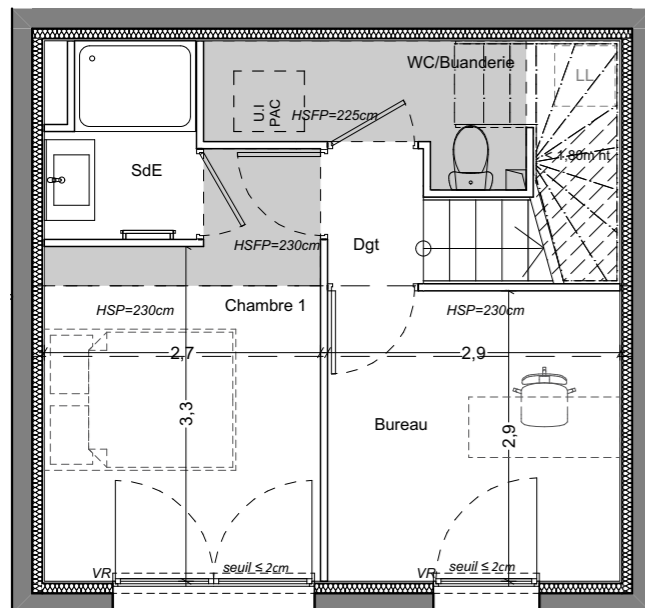 WC/Buanderie
LL
U.I
PAC
HSFP=225cm
≤ 1,80m ht
SdE
HSFP=230cm
Dgt
HSP=230cm
Chambre 1
HSP=230cm
2,7
2,9
3,3
Bureau
2,9
VR
seuil ≤ 2cm
VR
seuil ≤ 2cm